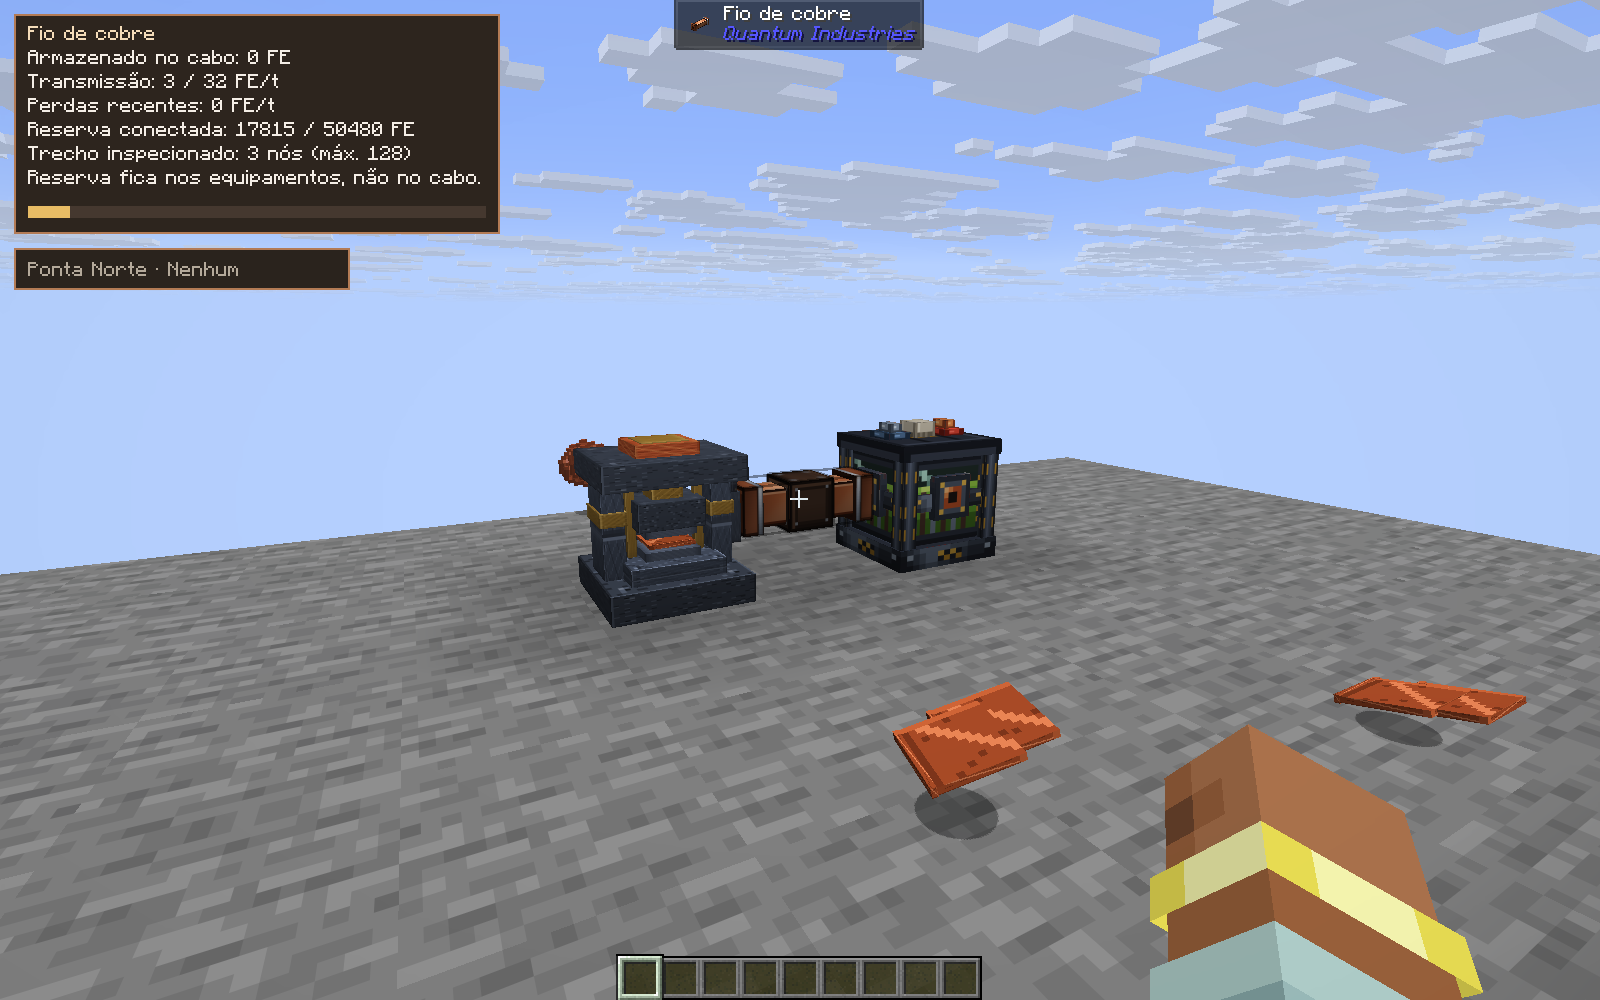 Fio de cobre
Quantum Industries
Fio de cobre
Armazenado no cabo: 0 FE
Transmissão: 3 / 32 FE/t
Perdas recentes: 0 FE/t
Reserva conectada: 17815 / 50480 FE
Trecho inspecionado: 3 nós (máx. 128)
Reserva fica nos equipamentos, não no cabo.
Ponta Norte · Nenhum